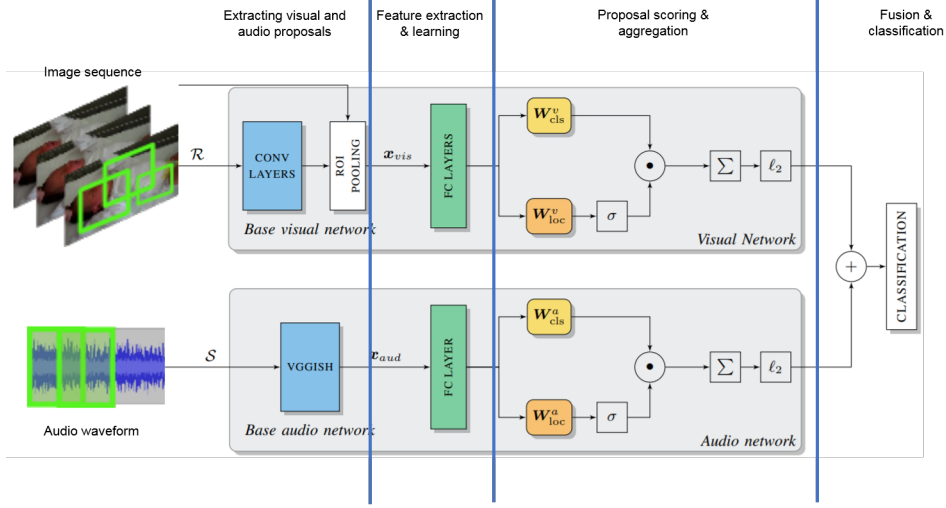 Extracting visual and
audio proposals
Feature extraction
& learning
Proposal scoring &
aggregation
Fusion &
classification
Image sequence
R
CONV
LAYERS
ROI
POOLING
x_vis
FC LAYERS
W^v_cls
W^v_loc
σ
•
∑
ℓ2
Base visual network
Visual Network
+
CLASSIFICATION
Audio waveform
S
VGGISH
x_aud
FC LAYER
W^a_cls
W^a_loc
σ
•
∑
ℓ2
Base audio network
Audio network